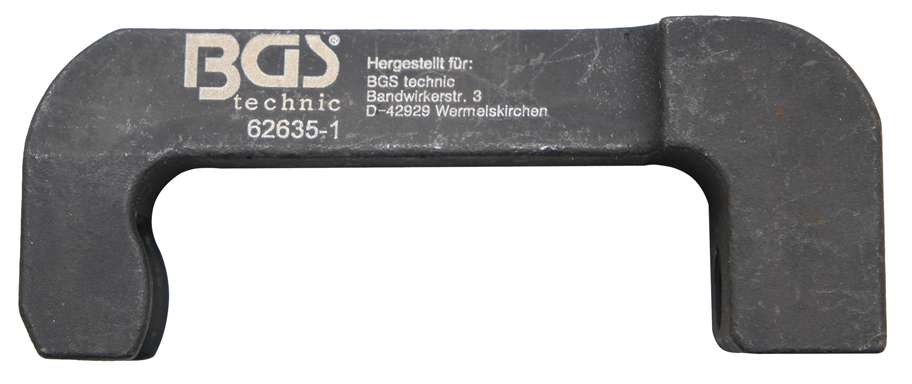 BGS®
technic
62635-1
Hergestellt für:
BGS technic
Bandwirkerstr. 3
D-42929 Wermelskirchen